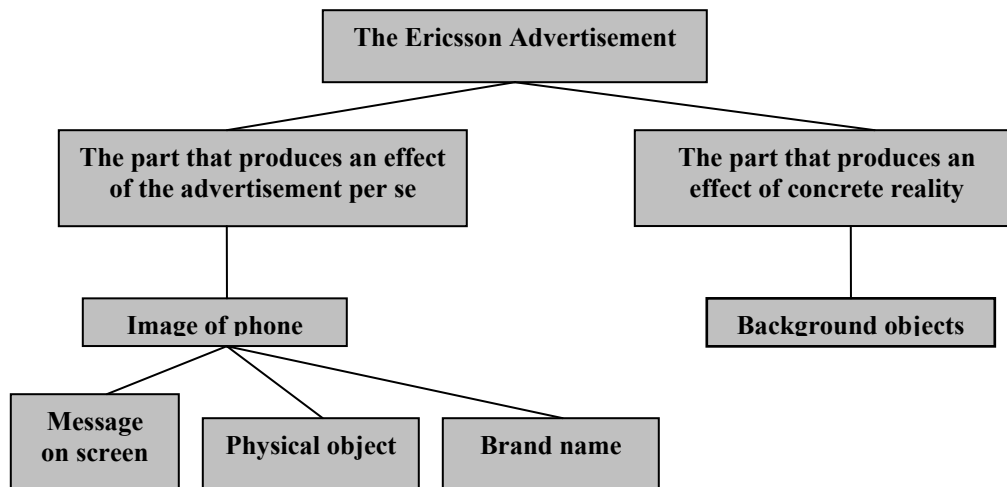 The Ericsson Advertisement
The part that produces an effect
of the advertisement per se
The part that produces an
effect of concrete reality
Image of phone
Background objects
Message
on screen
Physical object
Brand name